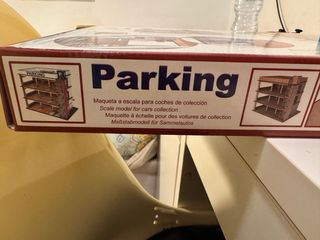 Parking
Maqueta a escala para coches de colección
Scale model for cars collection
Maquette à échelle pour des voitures de collection
Maßstabmodell für Sammelautos
PARKING